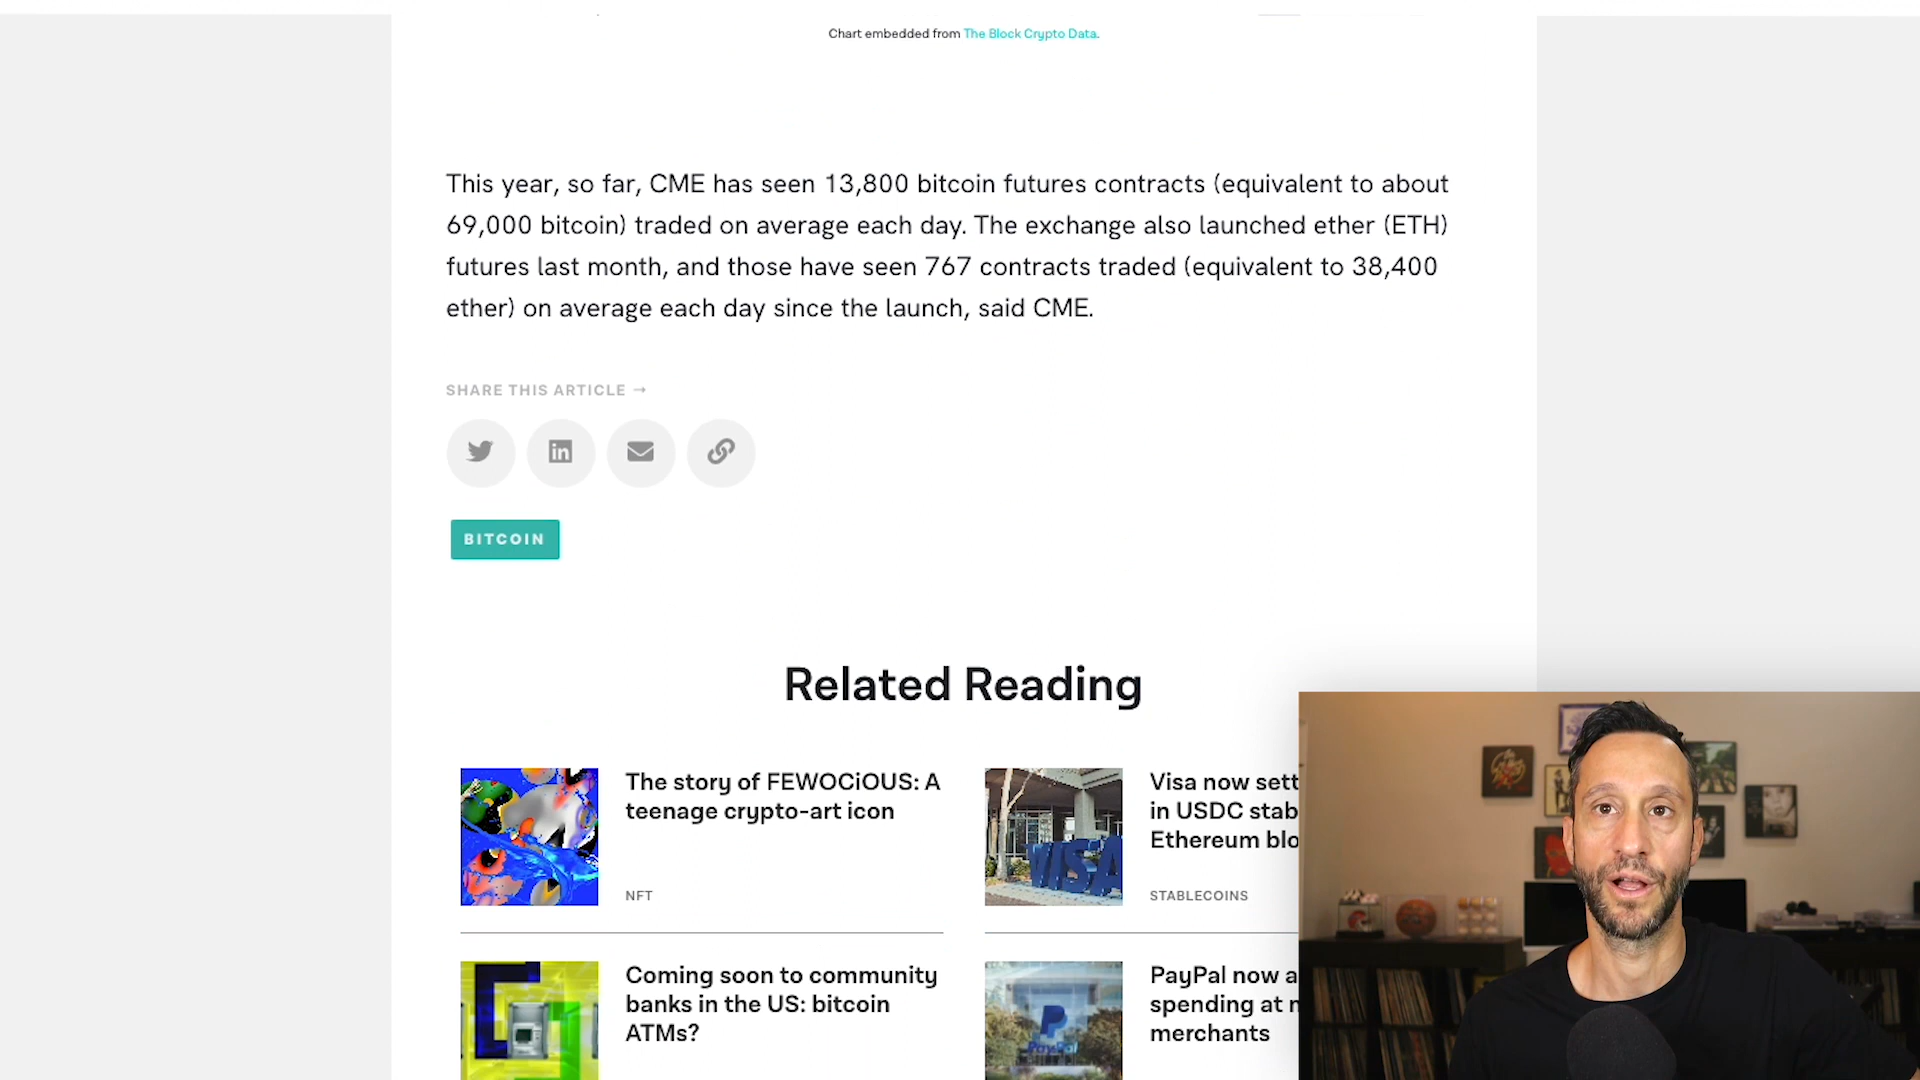 Chart embedded from The Block Crypto Data.
This year, so far, CME has seen 13,800 bitcoin futures contracts (equivalent to about
69,000 bitcoin) traded on average each day. The exchange also launched ether (ETH)
futures last month, and those have seen 767 contracts traded (equivalent to 38,400
ether) on average each day since the launch, said CME.
SHARE THIS ARTICLE →
BITCOIN
Related Reading
The story of FEWOCiOUS: A
teenage crypto-art icon
NFT
Visa now sett
in USDC stab
Ethereum blo
VISA
STABLECOINS
Coming soon to community
banks in the US: bitcoin
ATMs?
PayPal now a
spending at n
merchants
PayPal